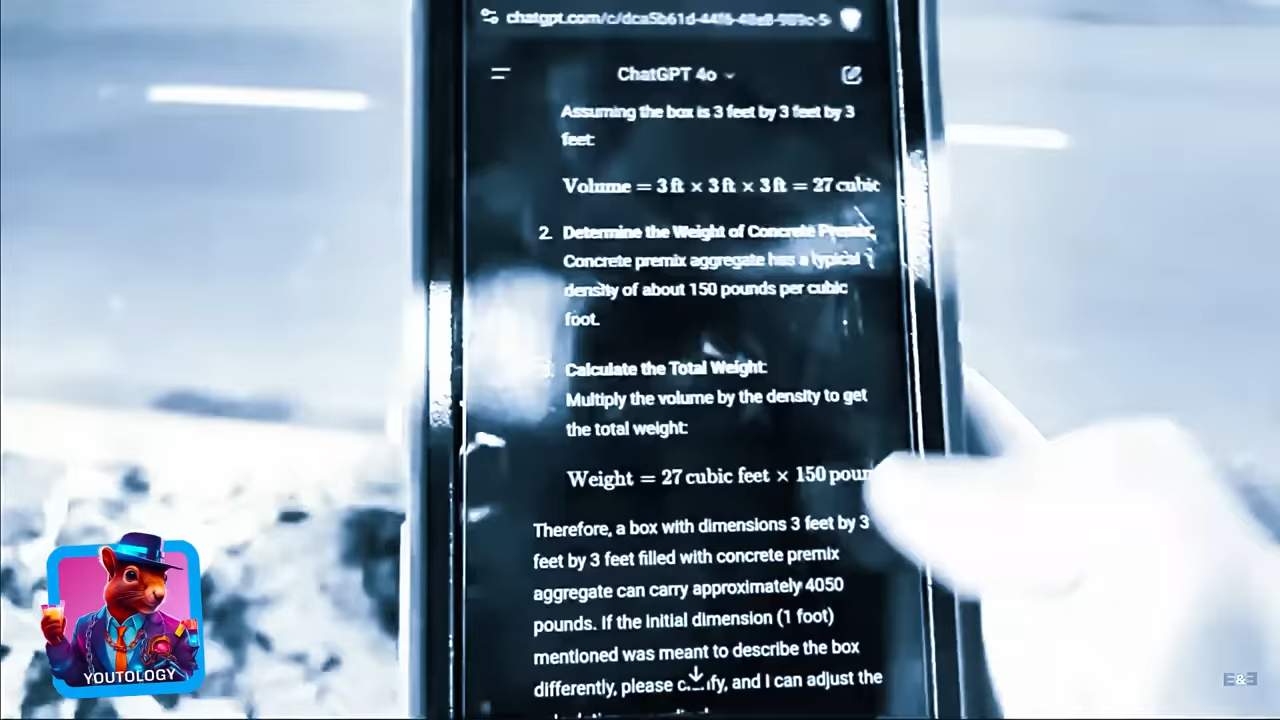 chatgpt.com/c/dca5b61d-44f6-48e8-989c-5
ChatGPT 4o
Assuming the box is 3 feet by 3 feet by 3
feet:
Volume = 3 ft × 3 ft × 3 ft = 27 cubic
2. Determine the Weight of Concrete Premix
Concrete premix aggregate has a typical
density of about 150 pounds per cubic
foot.
Calculate the Total Weight:
Multiply the volume by the density to get
the total weight:
Weight = 27 cubic feet × 150 poun
Therefore, a box with dimensions 3 feet by 3
feet by 3 feet filled with concrete premix
aggregate can carry approximately 4050
pounds. If the initial dimension (1 foot)
mentioned was meant to describe the box
differently, please and I can adjust the
YOUTOLOGY
E&E